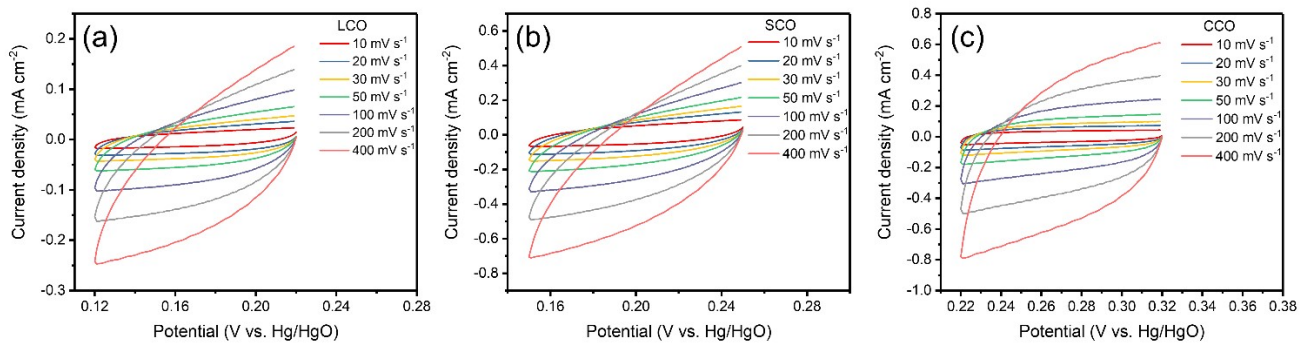 (a)
LCO
10 mV s⁻¹
20 mV s⁻¹
30 mV s⁻¹
50 mV s⁻¹
100 mV s⁻¹
200 mV s⁻¹
400 mV s⁻¹
Current density (mA cm⁻²)
0.2
0.1
0.0
-0.1
-0.2
-0.3
0.12 0.16 0.20 0.24 0.28
Potential (V vs. Hg/HgO)
(b)
SCO
10 mV s⁻¹
20 mV s⁻¹
30 mV s⁻¹
50 mV s⁻¹
100 mV s⁻¹
200 mV s⁻¹
400 mV s⁻¹
Current density (mA cm⁻²)
0.6
0.4
0.2
0.0
-0.2
-0.4
-0.6
-0.8
0.15 0.20 0.25
Potential (V vs. Hg/HgO)
(c)
CCO
10 mV s⁻¹
20 mV s⁻¹
30 mV s⁻¹
50 mV s⁻¹
100 mV s⁻¹
200 mV s⁻¹
400 mV s⁻¹
Current density (mA cm⁻²)
0.8
0.6
0.4
0.2
0.0
-0.2
-0.4
-0.6
-0.8
-1.0
0.22 0.24 0.26 0.28 0.30 0.32 0.34 0.36 0.38
Potential (V vs. Hg/HgO)